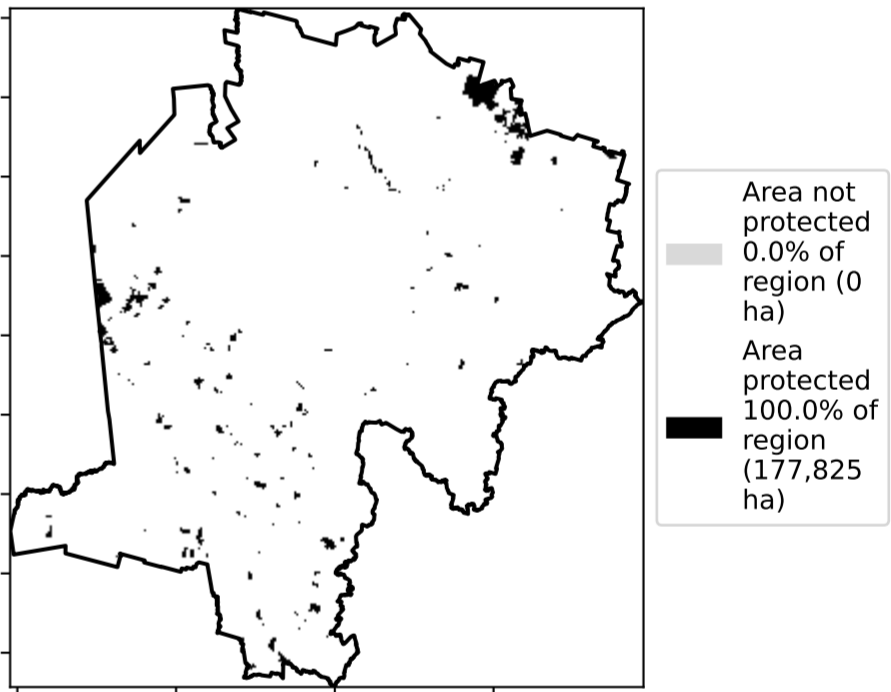 Area not
protected
0.0% of
region (0
ha)
Area
protected
100.0% of
region
(177,825
ha)